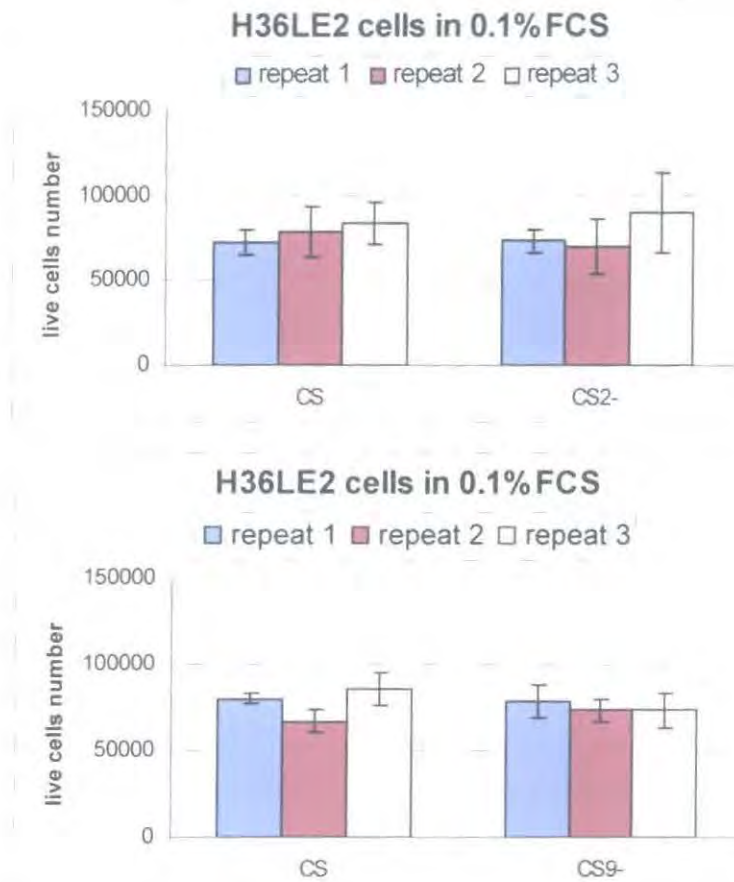 H36LE2 cells in 0.1%FCS
repeat 1 repeat 2 repeat 3
live cells number
150000
100000
50000
0
CS CS2-
H36LE2 cells in 0.1%FCS
repeat 1 repeat 2 repeat 3
live cells number
150000
100000
50000
0
CS CS9-